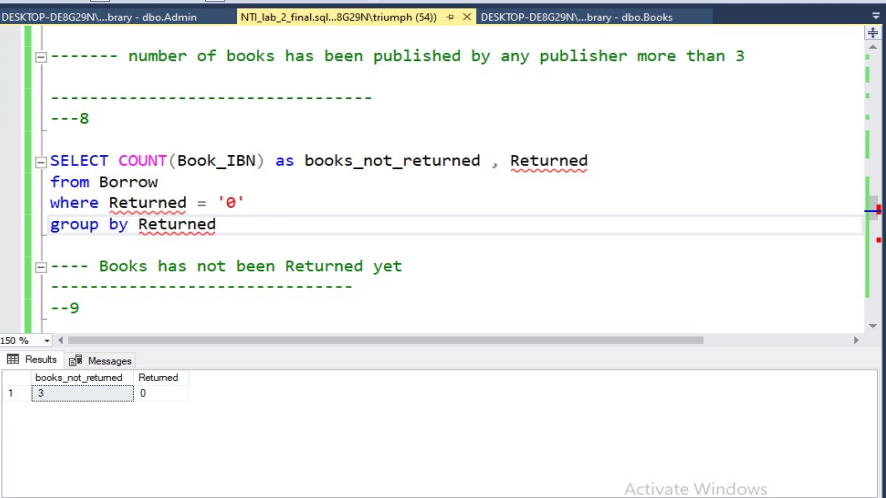 DESKTOP-DE8G29N\...brary - dbo.Admin
NTI_lab_2_final.sql...8G29N\triumph (54))
DESKTOP-DE8G29N\...brary - dbo.Books
------- number of books has been published by any publisher more than 3
---------------------------------
---8
SELECT COUNT(Book_IBN) as books_not_returned , Returned
from Borrow
where Returned = '0'
group by Returned
---- Books has not been Returned yet
-------------------------------
--9
150 %
Results Messages
books_not_returned Returned
1 3 0
Activate Windows